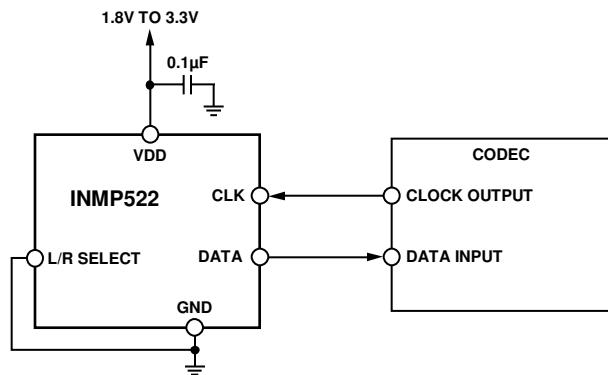 1.8V TO 3.3V
0.1µF
VDD
CODEC
INMP522
CLK
CLOCK OUTPUT
L/R SELECT
DATA
DATA INPUT
GND